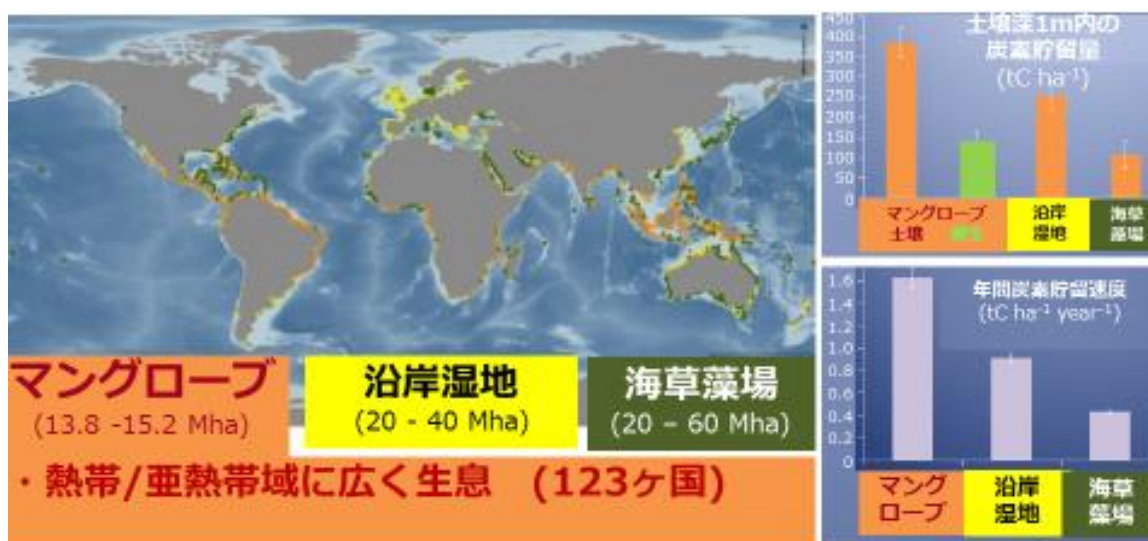 マングローブ
(13.8 -15.2 Mha)
沿岸湿地
(20 - 40 Mha)
海草藻場
(20 – 60 Mha)
・熱帯/亜熱帯域に広く生息 (123ヶ国)
土壌深1m内の
炭素貯留量
(tC ha⁻¹)
450
400
350
300
250
200
150
100
50
0
マングローブ
土壌
沿岸
湿地
海草
藻場
年間炭素貯留速度
(tC ha⁻¹ year⁻¹)
1.6
1.4
1.2
1.0
0.8
0.6
0.4
0.2
0
マング
ローブ
沿岸
湿地
海草
藻場